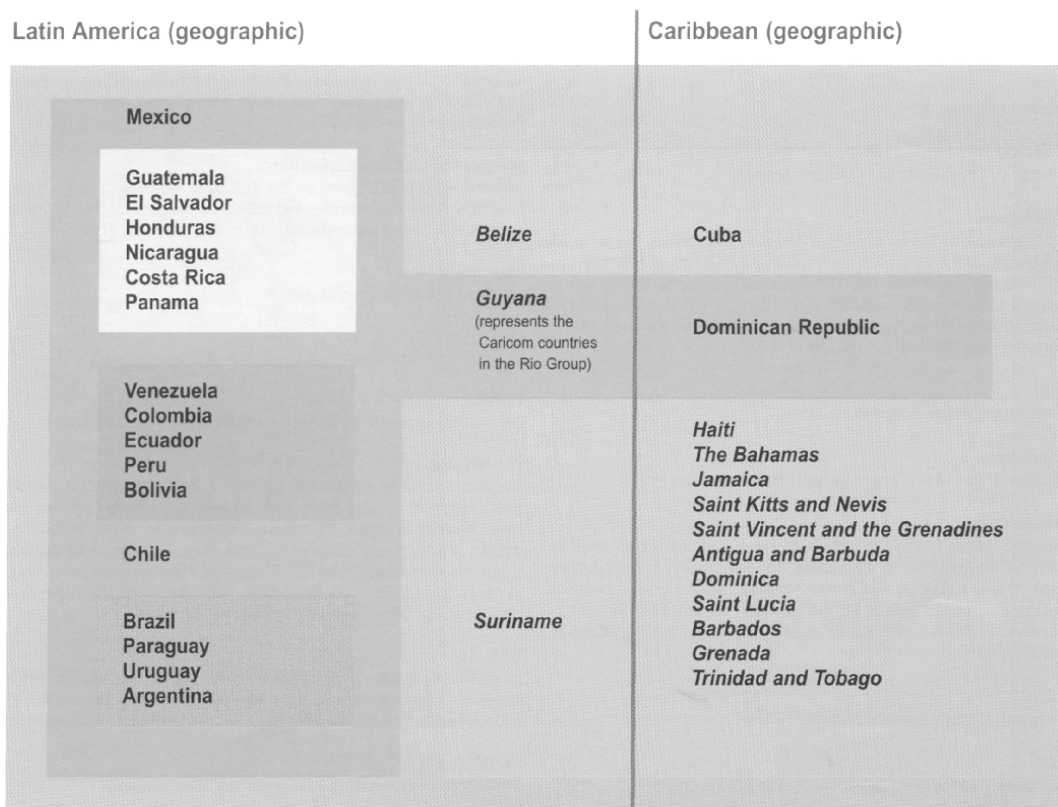 Latin America (geographic)
Caribbean (geographic)
Mexico
Guatemala
El Salvador
Honduras
Nicaragua
Costa Rica
Panama
Venezuela
Colombia
Ecuador
Peru
Bolivia
Chile
Brazil
Paraguay
Uruguay
Argentina
Belize
Guyana
(represents the
Caricom countries
in the Rio Group)
Suriname
Cuba
Dominican Republic
Haiti
The Bahamas
Jamaica
Saint Kitts and Nevis
Saint Vincent and the Grenadines
Antigua and Barbuda
Dominica
Saint Lucia
Barbados
Grenada
Trinidad and Tobago